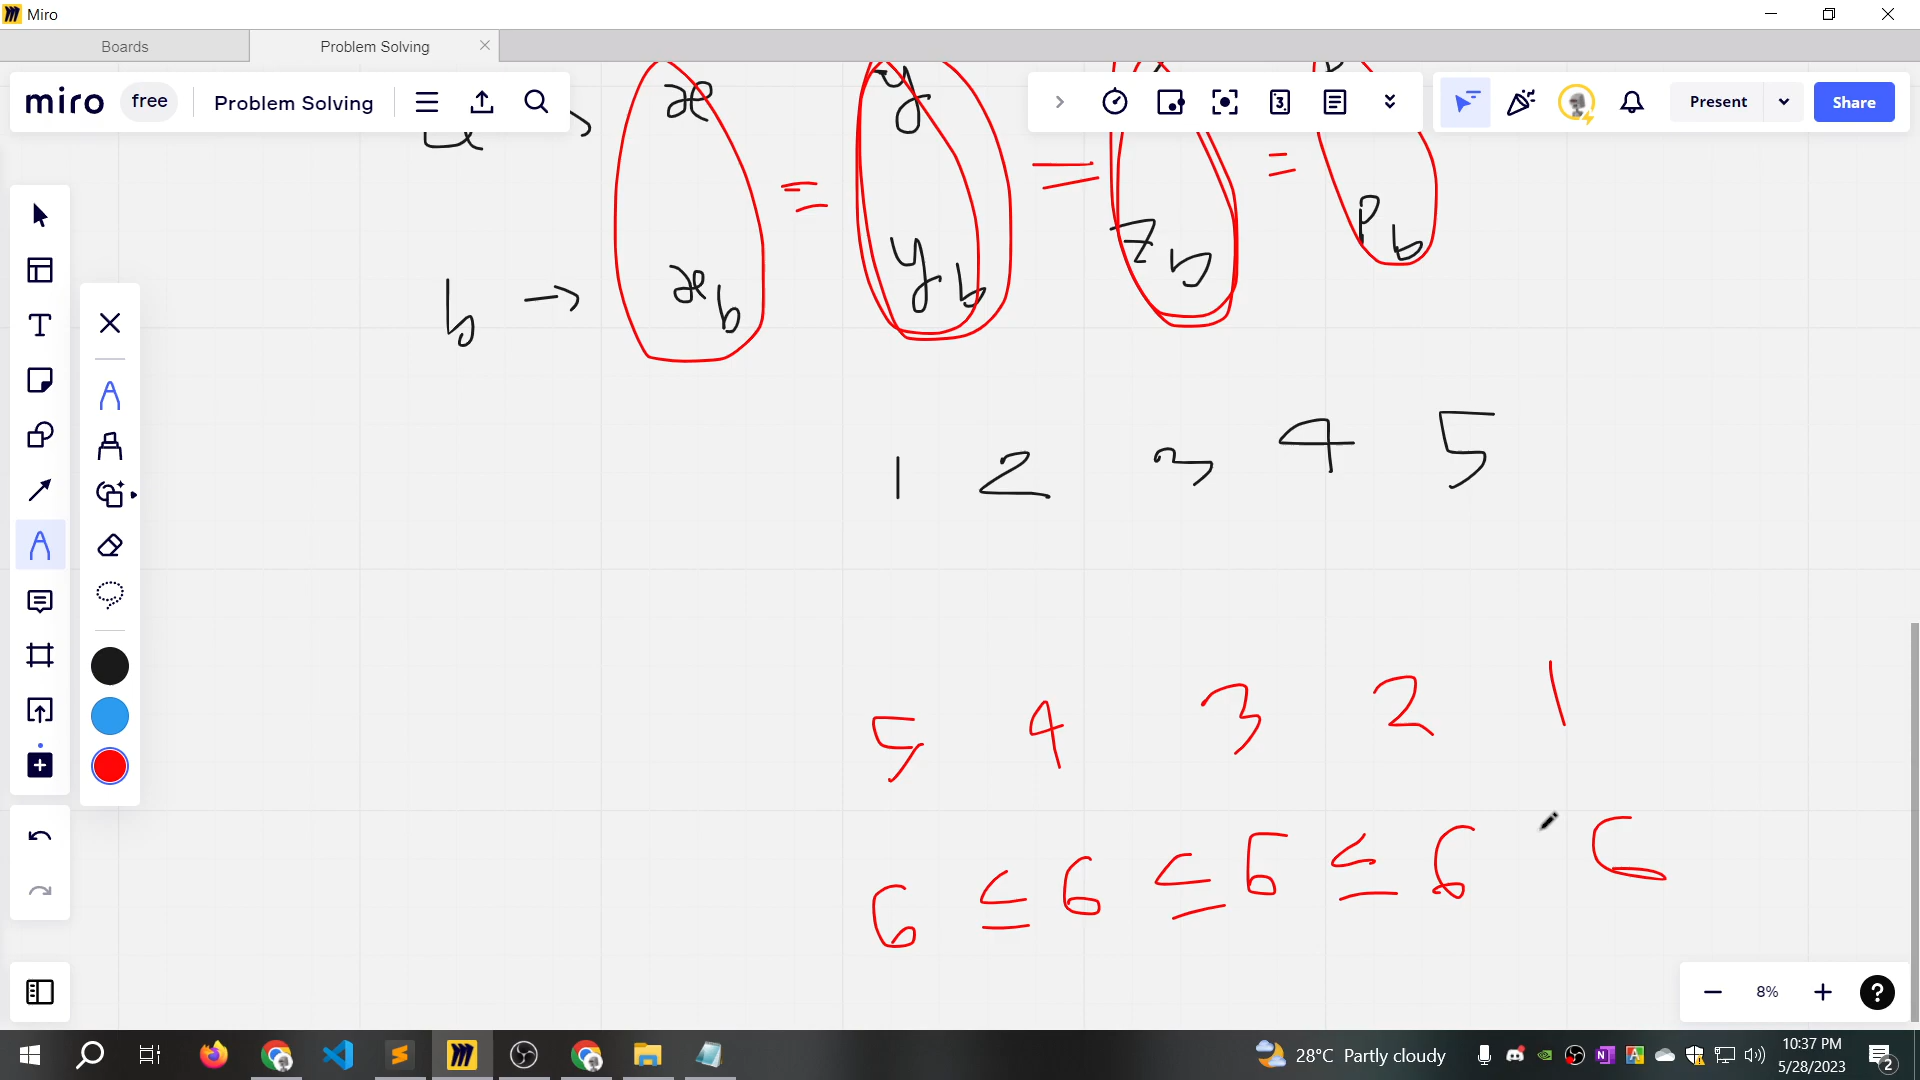 Miro
Boards
Problem Solving
miro free Problem Solving
Present
Share
y
= = =
b → x_b y_b z_b p_b
1 2 3 4 5
5 4 3 2 1
6 ≤ 6 ≤ 6 ≤ 6
8%
28°C Partly cloudy
10:37 PM
5/28/2023
2